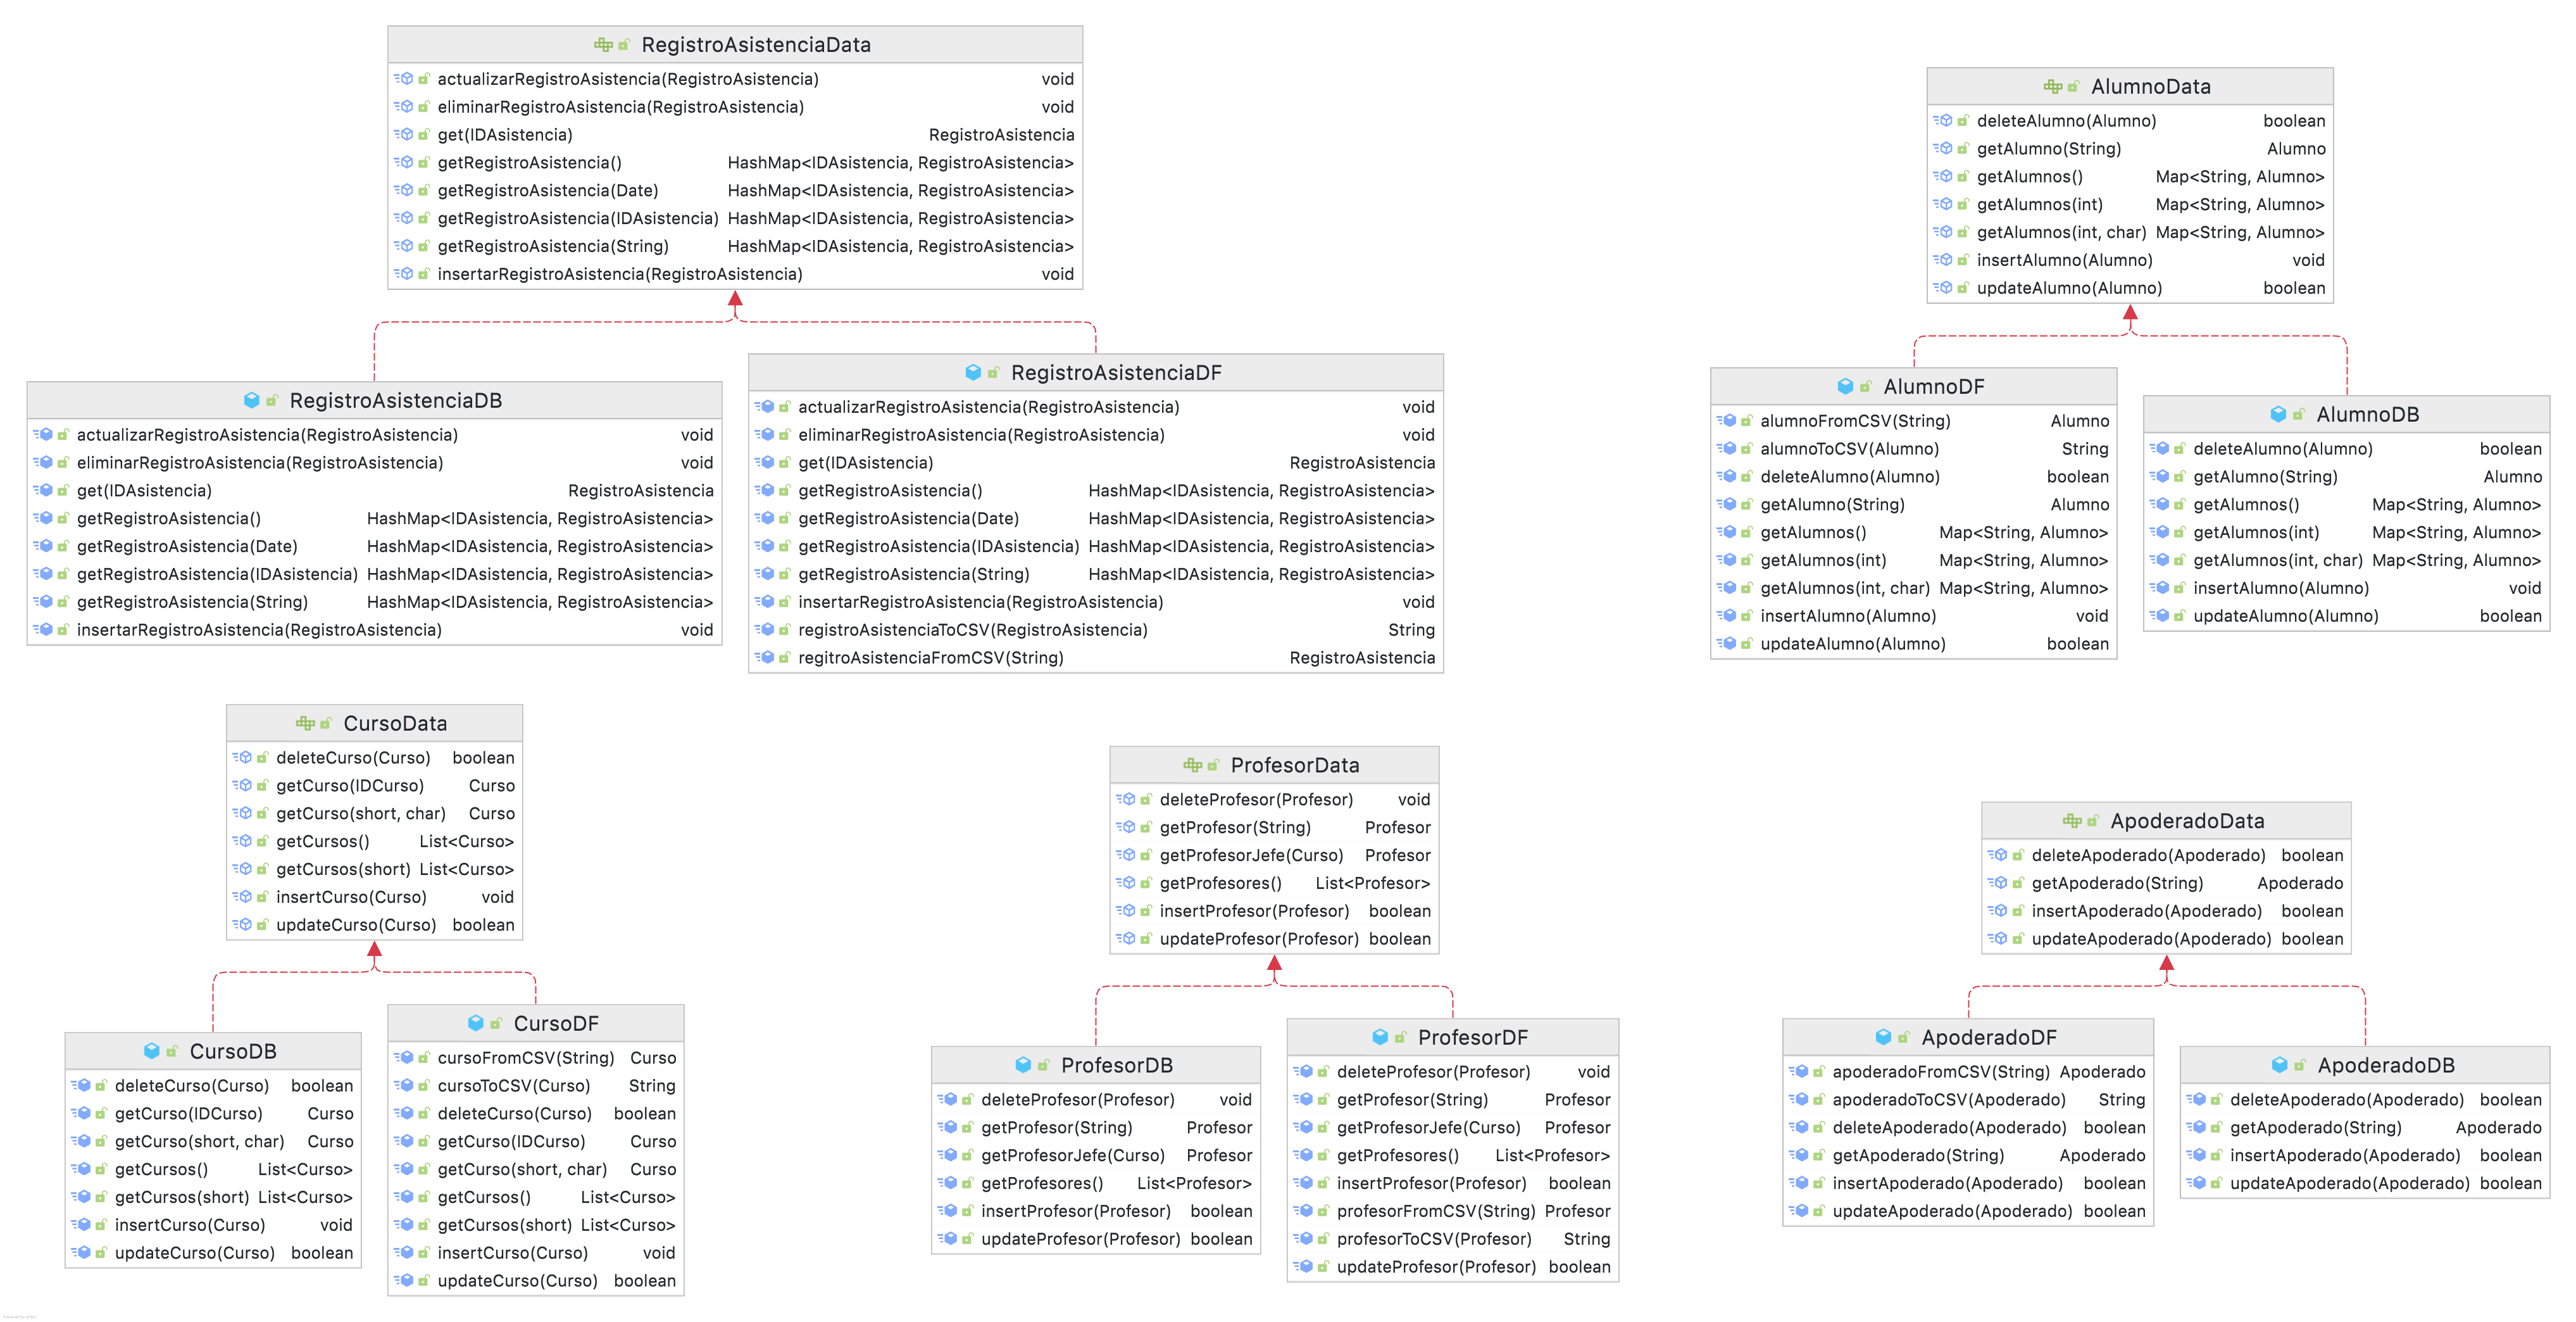 RegistroAsistenciaData
actualizarRegistroAsistencia(RegistroAsistencia) void
eliminarRegistroAsistencia(RegistroAsistencia) void
get(IDAsistencia) RegistroAsistencia
getRegistroAsistencia() HashMap<IDAsistencia, RegistroAsistencia>
getRegistroAsistencia(Date) HashMap<IDAsistencia, RegistroAsistencia>
getRegistroAsistencia(IDAsistencia) HashMap<IDAsistencia, RegistroAsistencia>
getRegistroAsistencia(String) HashMap<IDAsistencia, RegistroAsistencia>
insertarRegistroAsistencia(RegistroAsistencia) void
AlumnoData
deleteAlumno(Alumno) boolean
getAlumno(String) Alumno
getAlumnos() Map<String, Alumno>
getAlumnos(int) Map<String, Alumno>
getAlumnos(int, char) Map<String, Alumno>
insertAlumno(Alumno) void
updateAlumno(Alumno) boolean
RegistroAsistenciaDB
actualizarRegistroAsistencia(RegistroAsistencia) void
eliminarRegistroAsistencia(RegistroAsistencia) void
get(IDAsistencia) RegistroAsistencia
getRegistroAsistencia() HashMap<IDAsistencia, RegistroAsistencia>
getRegistroAsistencia(Date) HashMap<IDAsistencia, RegistroAsistencia>
getRegistroAsistencia(IDAsistencia) HashMap<IDAsistencia, RegistroAsistencia>
getRegistroAsistencia(String) HashMap<IDAsistencia, RegistroAsistencia>
insertarRegistroAsistencia(RegistroAsistencia) void
RegistroAsistenciaDF
actualizarRegistroAsistencia(RegistroAsistencia) void
eliminarRegistroAsistencia(RegistroAsistencia) void
get(IDAsistencia) RegistroAsistencia
getRegistroAsistencia() HashMap<IDAsistencia, RegistroAsistencia>
getRegistroAsistencia(Date) HashMap<IDAsistencia, RegistroAsistencia>
getRegistroAsistencia(IDAsistencia) HashMap<IDAsistencia, RegistroAsistencia>
getRegistroAsistencia(String) HashMap<IDAsistencia, RegistroAsistencia>
insertarRegistroAsistencia(RegistroAsistencia) void
registroAsistenciaToCSV(RegistroAsistencia) String
regitroAsistenciaFromCSV(String) RegistroAsistencia
AlumnoDF
alumnoFromCSV(String) Alumno
alumnoToCSV(Alumno) String
deleteAlumno(Alumno) boolean
getAlumno(String) Alumno
getAlumnos() Map<String, Alumno>
getAlumnos(int) Map<String, Alumno>
getAlumnos(int, char) Map<String, Alumno>
insertAlumno(Alumno) void
updateAlumno(Alumno) boolean
AlumnoDB
deleteAlumno(Alumno) boolean
getAlumno(String) Alumno
getAlumnos() Map<String, Alumno>
getAlumnos(int) Map<String, Alumno>
getAlumnos(int, char) Map<String, Alumno>
insertAlumno(Alumno) void
updateAlumno(Alumno) boolean
CursoData
deleteCurso(Curso) boolean
getCurso(IDCurso) Curso
getCurso(short, char) Curso
getCursos() List<Curso>
getCursos(short) List<Curso>
insertCurso(Curso) void
updateCurso(Curso) boolean
ProfesorData
deleteProfesor(Profesor) void
getProfesor(String) Profesor
getProfesorJefe(Curso) Profesor
getProfesores() List<Profesor>
insertProfesor(Profesor) boolean
updateProfesor(Profesor) boolean
ApoderadoData
deleteApoderado(Apoderado) boolean
getApoderado(String) Apoderado
insertApoderado(Apoderado) boolean
updateApoderado(Apoderado) boolean
CursoDB
deleteCurso(Curso) boolean
getCurso(IDCurso) Curso
getCurso(short, char) Curso
getCursos() List<Curso>
getCursos(short) List<Curso>
insertCurso(Curso) void
updateCurso(Curso) boolean
CursoDF
cursoFromCSV(String) Curso
cursoToCSV(Curso) String
deleteCurso(Curso) boolean
getCurso(IDCurso) Curso
getCurso(short, char) Curso
getCursos() List<Curso>
getCursos(short) List<Curso>
insertCurso(Curso) void
updateCurso(Curso) boolean
ProfesorDB
deleteProfesor(Profesor) void
getProfesor(String) Profesor
getProfesorJefe(Curso) Profesor
getProfesores() List<Profesor>
insertProfesor(Profesor) boolean
updateProfesor(Profesor) boolean
ProfesorDF
deleteProfesor(Profesor) void
getProfesor(String) Profesor
getProfesorJefe(Curso) Profesor
getProfesores() List<Profesor>
insertProfesor(Profesor) boolean
profesorFromCSV(String) Profesor
profesorToCSV(Profesor) String
updateProfesor(Profesor) boolean
ApoderadoDF
apoderadoFromCSV(String) Apoderado
apoderadoToCSV(Apoderado) String
deleteApoderado(Apoderado) boolean
getApoderado(String) Apoderado
insertApoderado(Apoderado) boolean
updateApoderado(Apoderado) boolean
ApoderadoDB
deleteApoderado(Apoderado) boolean
getApoderado(String) Apoderado
insertApoderado(Apoderado) boolean
updateApoderado(Apoderado) boolean